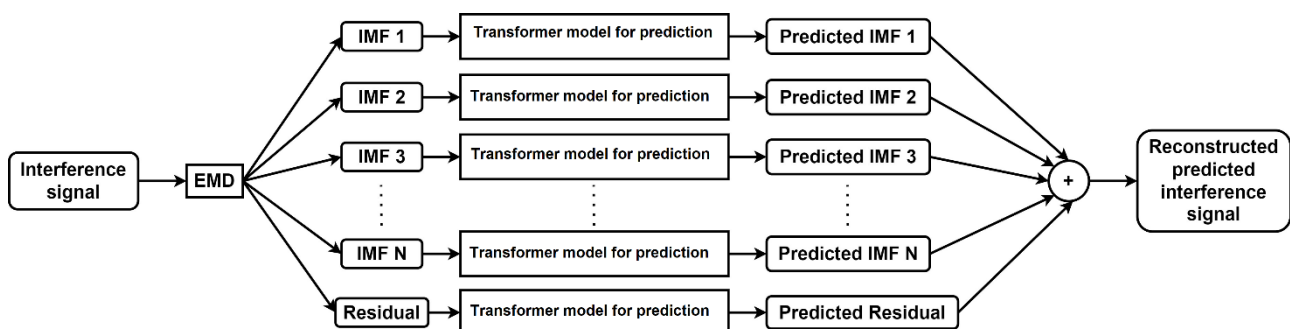 Interference
signal
EMD
IMF 1
Transformer model for prediction
Predicted IMF 1
IMF 2
Transformer model for prediction
Predicted IMF 2
IMF 3
Transformer model for prediction
Predicted IMF 3
IMF N
Transformer model for prediction
Predicted IMF N
Residual
Transformer model for prediction
Predicted Residual
+
Reconstructed
predicted
interference
signal